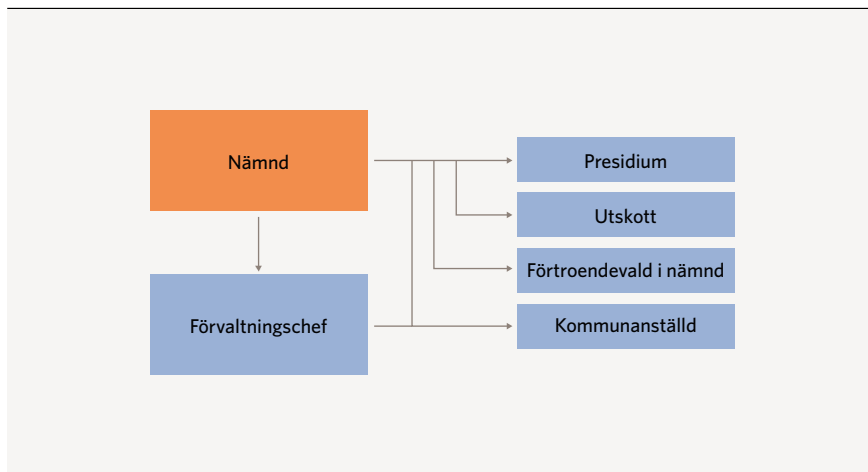 Nämnd
Förvaltningschef
Presidium
Utskott
Förtroendevald i nämnd
Kommunanställd